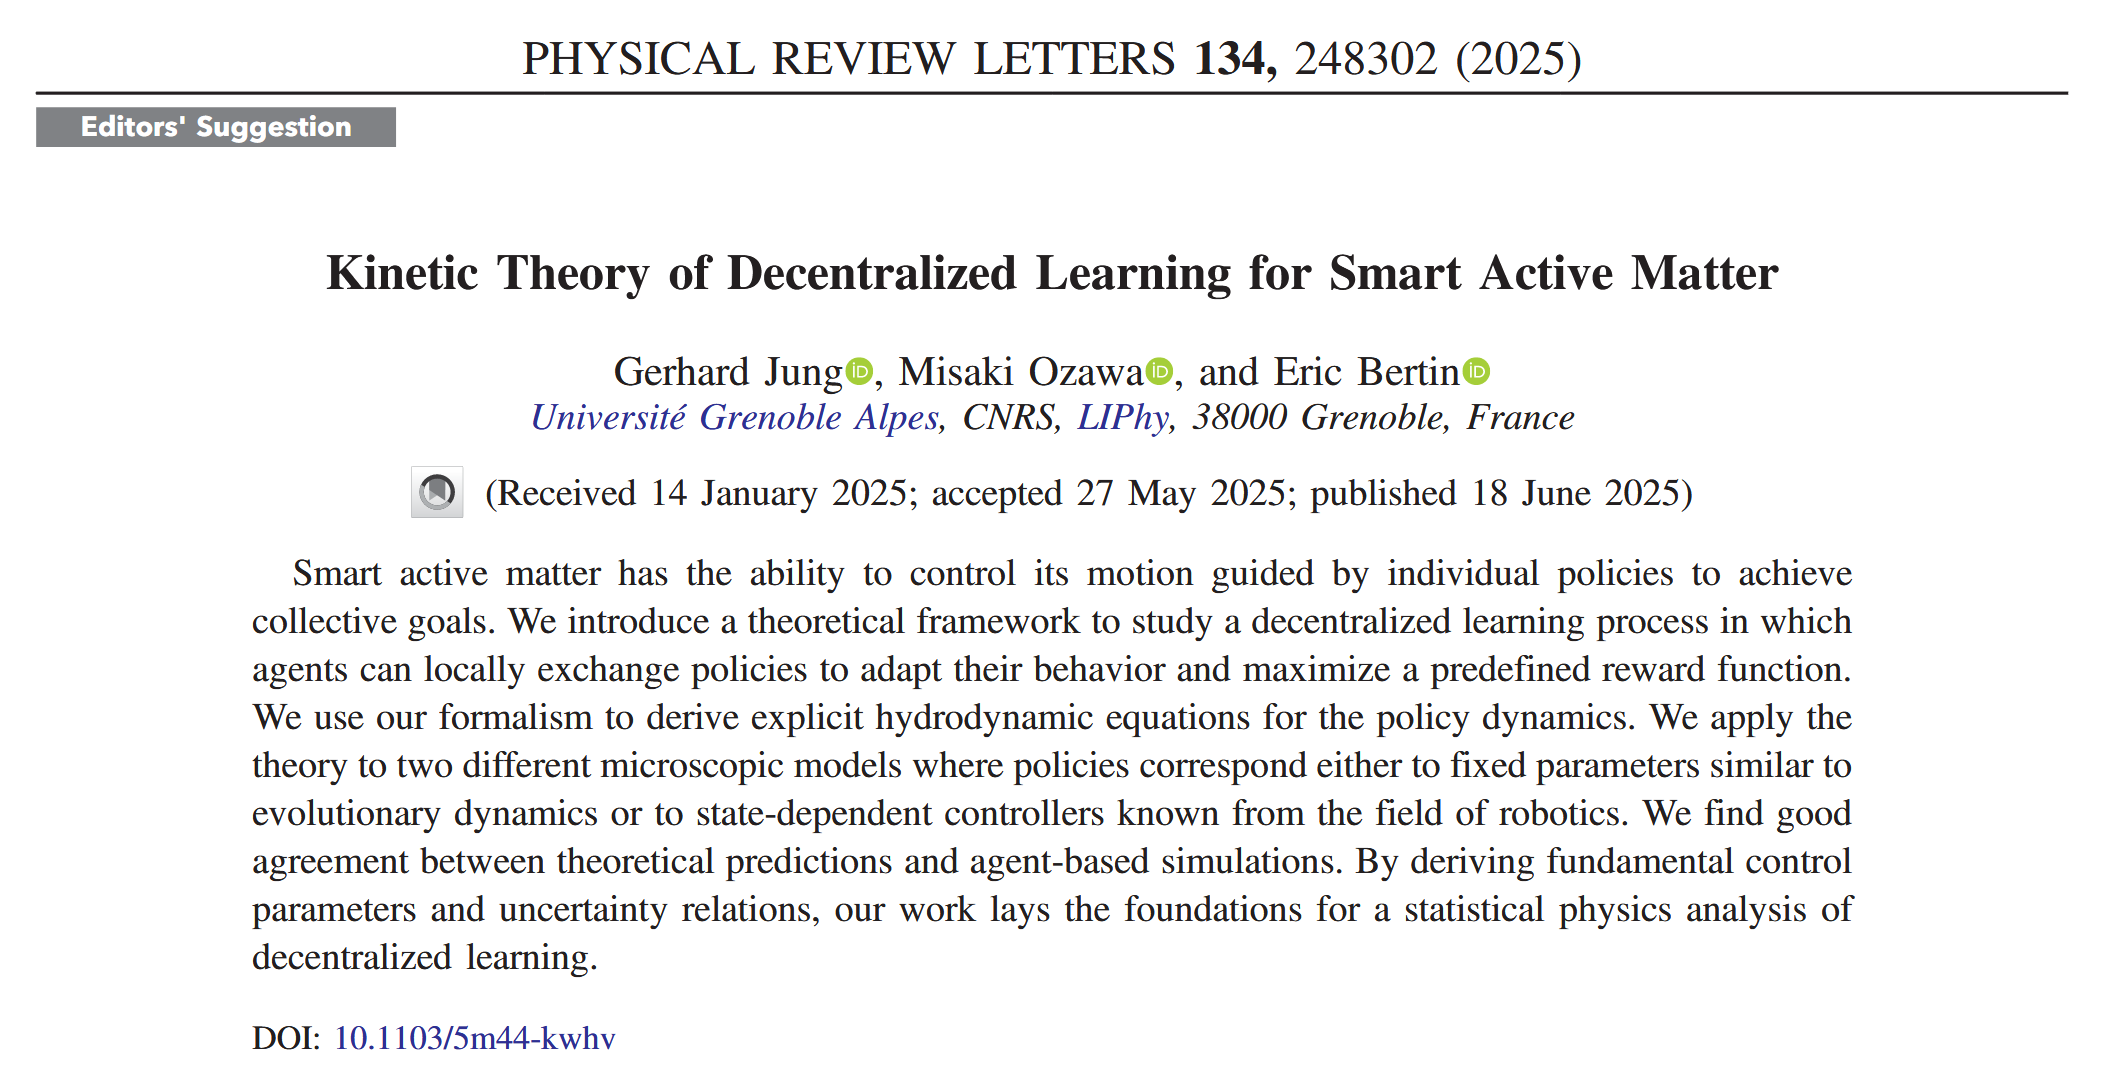 PHYSICAL REVIEW LETTERS 134, 248302 (2025)
Editors' Suggestion
Kinetic Theory of Decentralized Learning for Smart Active Matter
Gerhard Jung iD, Misaki Ozawa iD, and Eric Bertin iD
Université Grenoble Alpes, CNRS, LIPhy, 38000 Grenoble, France
(Received 14 January 2025; accepted 27 May 2025; published 18 June 2025)
Smart active matter has the ability to control its motion guided by individual policies to achieve
collective goals. We introduce a theoretical framework to study a decentralized learning process in which
agents can locally exchange policies to adapt their behavior and maximize a predefined reward function.
We use our formalism to derive explicit hydrodynamic equations for the policy dynamics. We apply the
theory to two different microscopic models where policies correspond either to fixed parameters similar to
evolutionary dynamics or to state-dependent controllers known from the field of robotics. We find good
agreement between theoretical predictions and agent-based simulations. By deriving fundamental control
parameters and uncertainty relations, our work lays the foundations for a statistical physics analysis of
decentralized learning.
DOI: 10.1103/5m44-kwhv